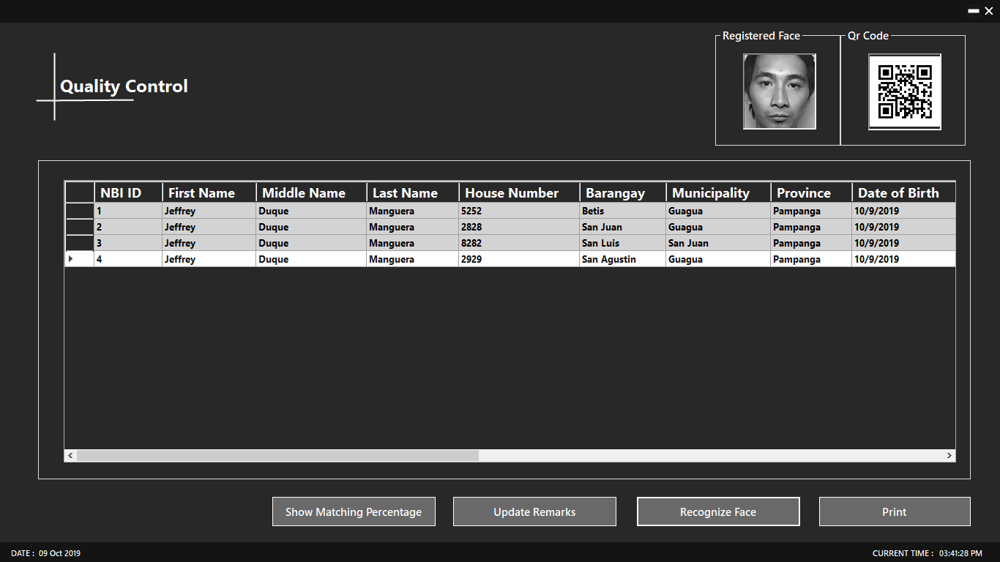 Registered Face Qr Code
Quality Control
NBI ID First Name Middle Name Last Name House Number Barangay Municipality Province Date of Birth
1 Jeffrey Duque Manguera 5252 Betis Guagua Pampanga 10/9/2019
2 Jeffrey Duque Manguera 2828 San Juan Guagua Pampanga 10/9/2019
3 Jeffrey Duque Manguera 8282 San Luis San Juan Pampanga 10/9/2019
4 Jeffrey Duque Manguera 2929 San Agustin Guagua Pampanga 10/9/2019
Show Matching Percentage Update Remarks Recognize Face Print
DATE : 09 Oct 2019 CURRENT TIME : 03:41:28 PM